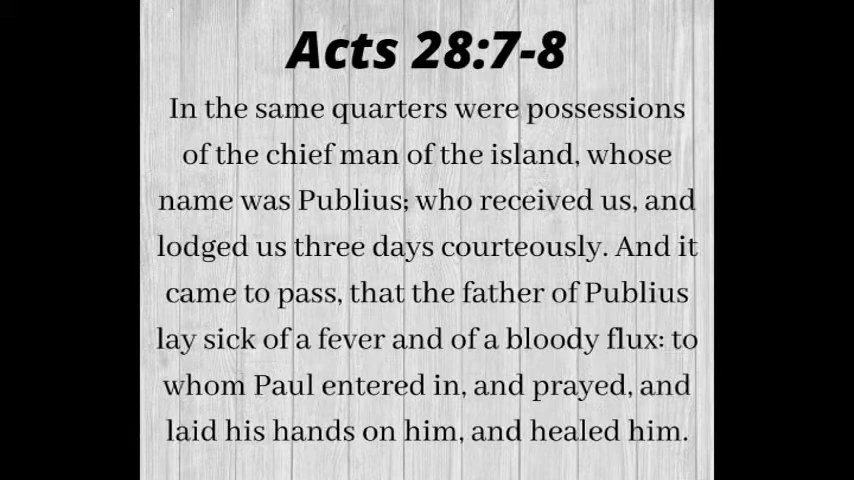 Acts 28:7-8
In the same quarters were possessions
of the chief man of the island, whose
name was Publius; who received us, and
lodged us three days courteously. And it
came to pass, that the father of Publius
lay sick of a fever and of a bloody flux: to
whom Paul entered in, and prayed, and
laid his hands on him, and healed him.